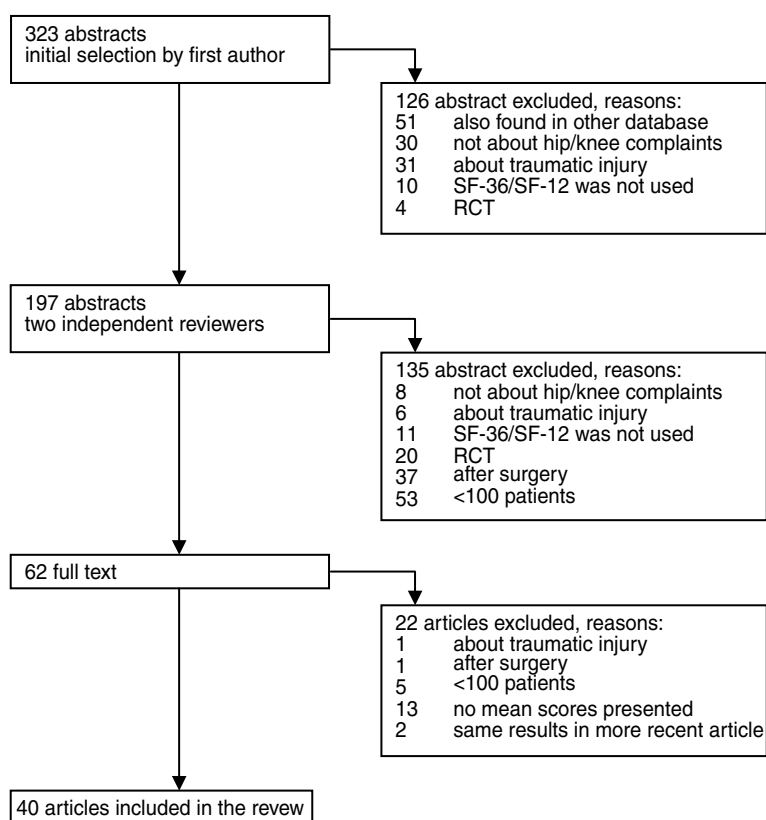 323 abstracts
initial selection by first author
126 abstract excluded, reasons:
51 also found in other database
30 not about hip/knee complaints
31 about traumatic injury
10 SF-36/SF-12 was not used
4 RCT
197 abstracts
two independent reviewers
135 abstract excluded, reasons:
8 not about hip/knee complaints
6 about traumatic injury
11 SF-36/SF-12 was not used
20 RCT
37 after surgery
53 <100 patients
62 full text
22 articles excluded, reasons:
1 about traumatic injury
1 after surgery
5 <100 patients
13 no mean scores presented
2 same results in more recent article
40 articles included in the revew